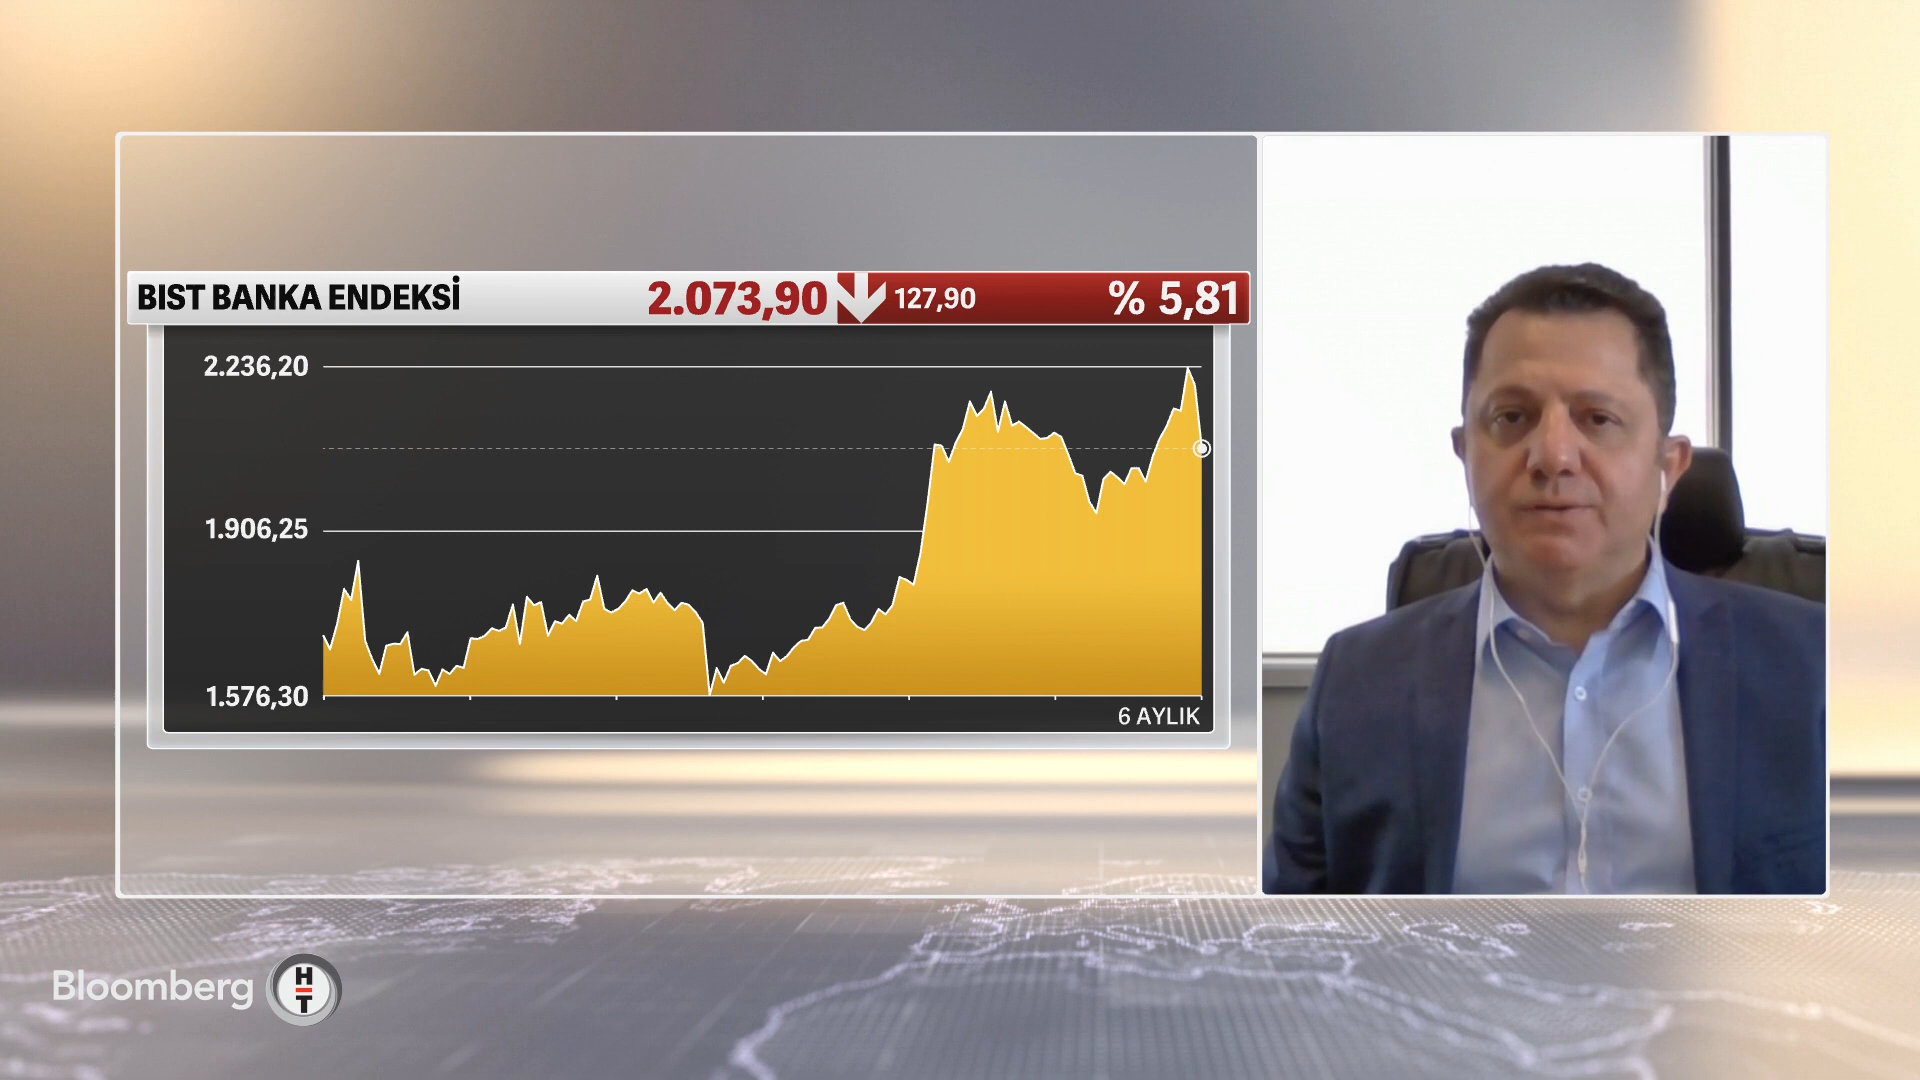 BIST BANKA ENDEKSİ 2.073,90 127,90 % 5,81
2.236,20
1.906,25
1.576,30
6 AYLIK
Bloomberg HT